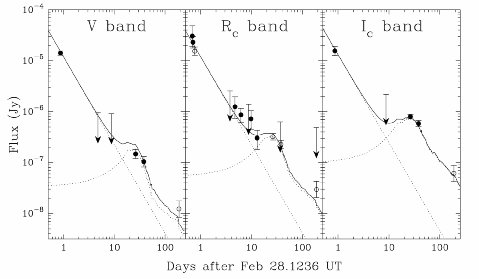 V band
R_c band
I_c band
10^-4
10^-5
10^-6
10^-7
10^-8
Flux (Jy)
1 10 100 1 10 100 1 10 100
Days after Feb 28.1236 UT